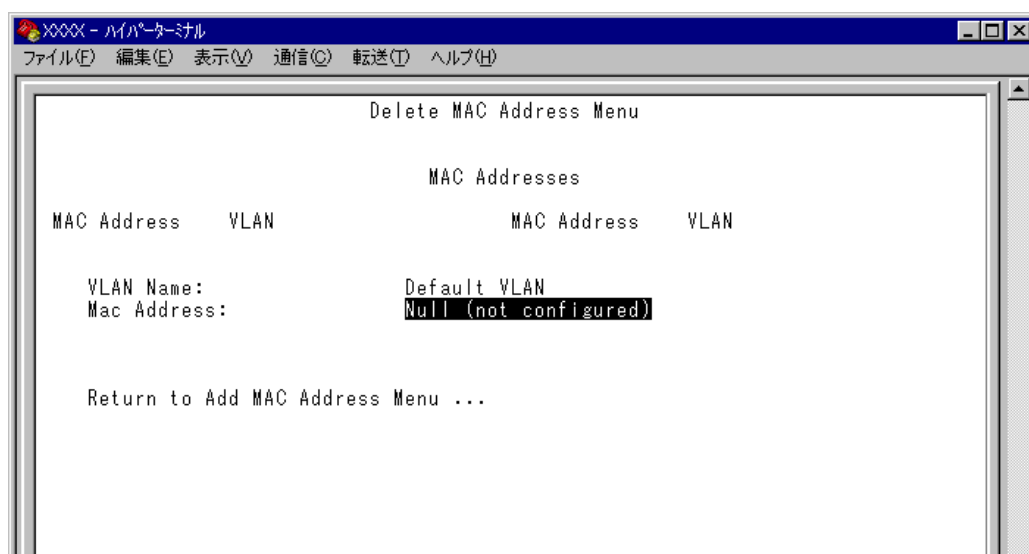 XXXX - ハイパーターミナル
ファイル(F) 編集(E) 表示(V) 通信(C) 転送(T) ヘルプ(H)
Delete MAC Address Menu
MAC Addresses
MAC Address VLAN MAC Address VLAN
VLAN Name: Default VLAN
Mac Address: Null (not configured)
Return to Add MAC Address Menu ...